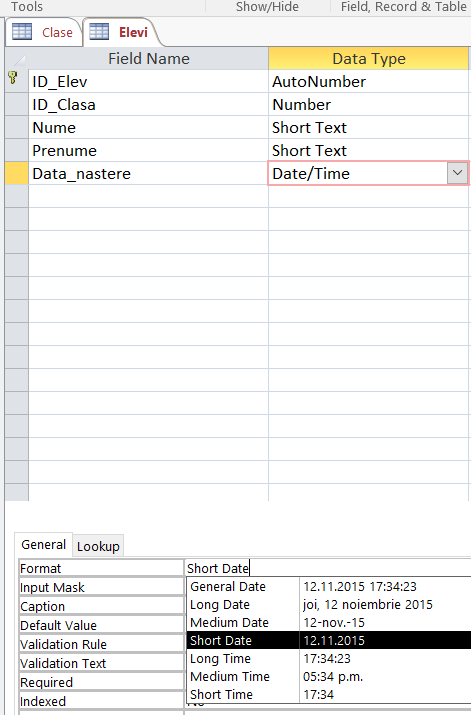 Tools Show/Hide Field, Record & Table
Clase Elevi
Field Name Data Type
ID_Elev AutoNumber
ID_Clasa Number
Nume Short Text
Prenume Short Text
Data_nastere Date/Time
General Lookup
Format Short Date
Input Mask General Date 12.11.2015 17:34:23
Caption Long Date joi, 12 noiembrie 2015
Default Value Medium Date 12-nov.-15
Validation Rule Short Date 12.11.2015
Validation Text Long Time 17:34:23
Required Medium Time 05:34 p.m.
Indexed Short Time 17:34